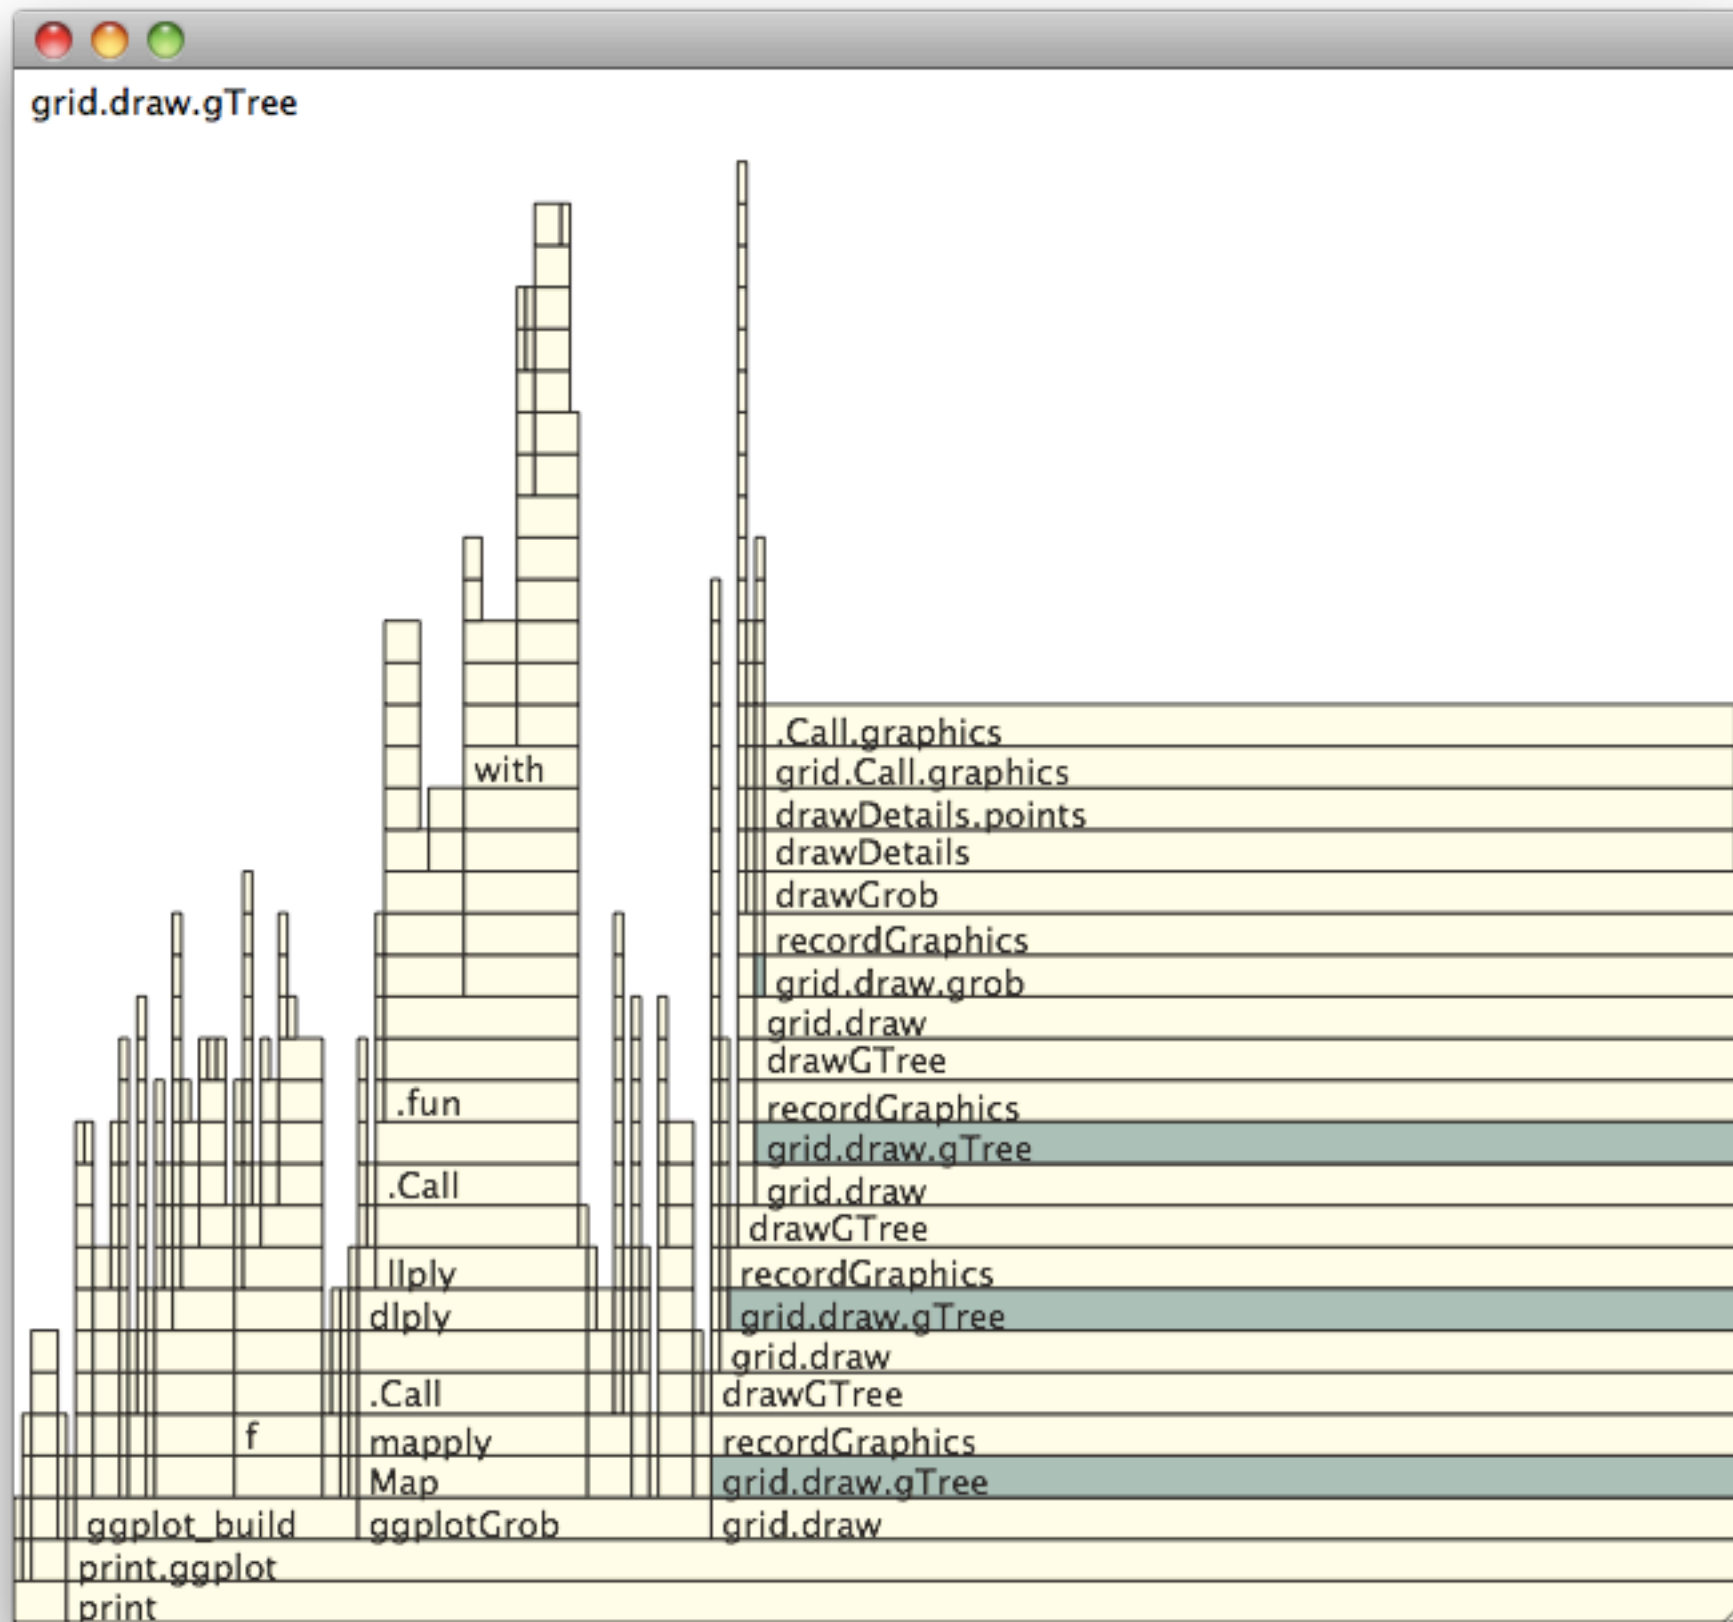 grid.draw.gTree
.Call.graphics
with
grid.Call.graphics
drawDetails.points
drawDetails
drawGrob
recordGraphics
grid.draw.grob
grid.draw
drawGTree
.fun
recordGraphics
grid.draw.gTree
.Call
grid.draw
drawGTree
llply
recordGraphics
dlply
grid.draw.gTree
grid.draw
.Call
drawGTree
f
mapply
recordGraphics
Map
grid.draw.gTree
ggplot_build
ggplotGrob
grid.draw
print.ggplot
print